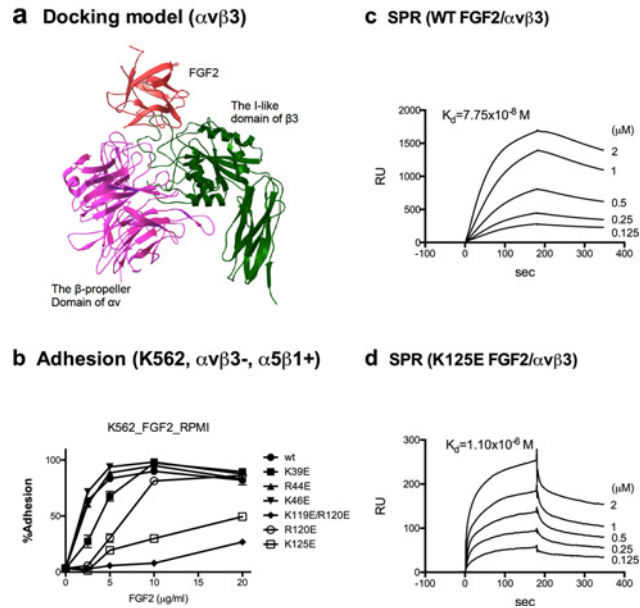 a Docking model (αvβ3)
FGF2
The I-like
domain of β3
The β-propeller
Domain of αv
b Adhesion (K562, αvβ3-, α5β1+)
K562_FGF2_RPMI
100
50
0
%Adhesion
0 5 10 15 20
FGF2 (µg/ml)
wt
K39E
R44E
K46E
K119E/R120E
R120E
K125E
c SPR (WT FGF2/αvβ3)
Kd=7.75x10-8 M
(µM)
2000
1500
1000
500
0
RU
2
1
0.5
0.25
0.125
-100 0 100 200 300 400
sec
d SPR (K125E FGF2/αvβ3)
Kd=1.10x10-6 M
(µM)
300
200
100
0
RU
2
1
0.5
0.25
0.125
-100 0 100 200 300 400
sec